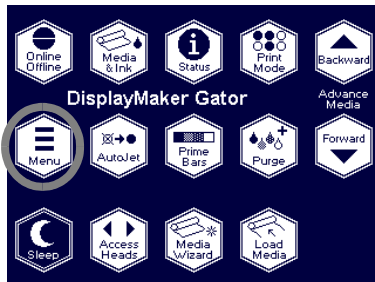 Online
Offline
Media
& Ink
Status
Print
Mode
Backward
DisplayMaker Gator
Advance
Media
Menu
AutoJet
Prime
Bars
Purge
Forward
Sleep
Access
Heads
Media
Wizard
Load
Media